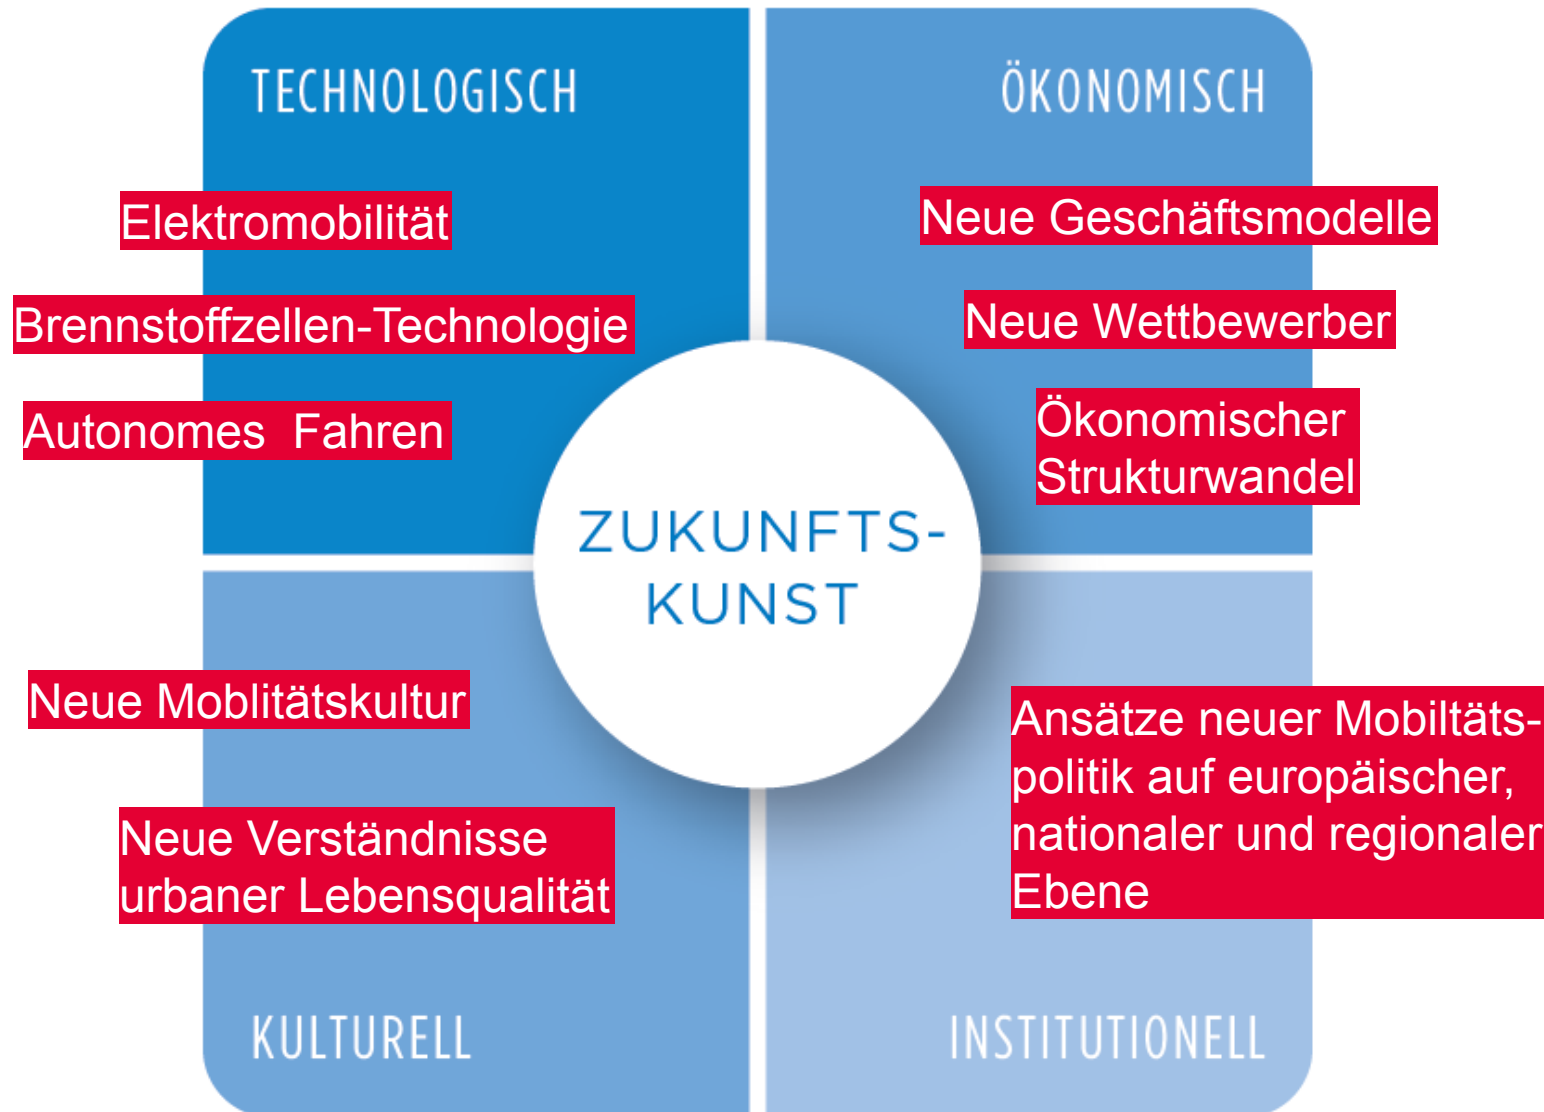 TECHNOLOGISCH
ÖKONOMISCH
Elektromobilität
Brennstoffzellen-Technologie
Autonomes  Fahren
Neue Geschäftsmodelle
Neue Wettbewerber
Ökonomischer
Strukturwandel
ZUKUNFTS-
KUNST
Neue Moblitätskultur
Neue Verständnisse
urbaner Lebensqualität
Ansätze neuer Mobiltäts-
politik auf europäischer,
nationaler und regionaler
Ebene
KULTURELL
INSTITUTIONELL